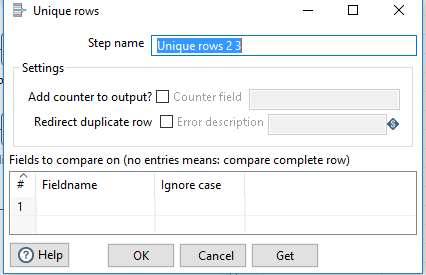 Unique rows
Step name Unique rows 2 3
Settings
Add counter to output? Counter field
Redirect duplicate row Error description
Fields to compare on (no entries means: compare complete row)
# Fieldname Ignore case
1
Help OK Cancel Get